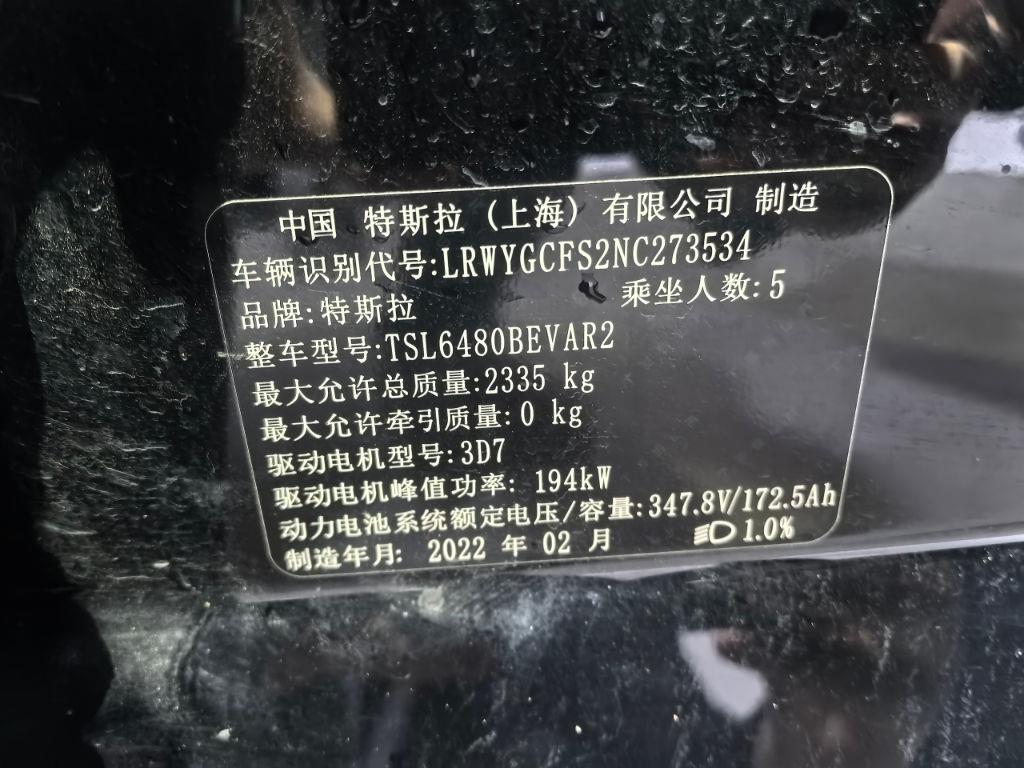 中国 特斯拉 (上海) 有限公司 制造
车辆识别代号:LRWYGCFS2NC273534
品牌:特斯拉 乘坐人数:5
整车型号:TSL6480BEVAR2
最大允许总质量:2335 kg
最大允许牵引质量:0 kg
驱动电机型号:3D7
驱动电机峰值功率: 194kW
动力电池系统额定电压/容量:347.8V/172.5Ah
制造年月: 2022 年 02 月 1.0%